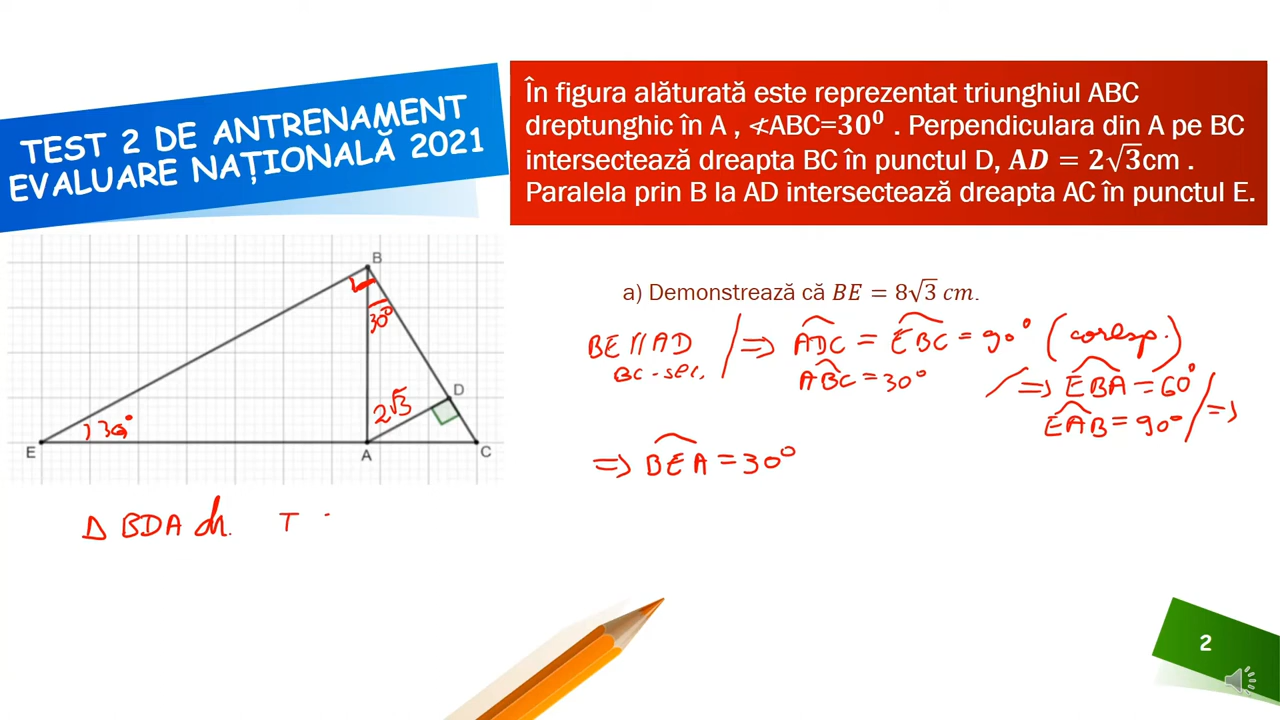 TEST 2 DE ANTRENAMENT
EVALUARE NAȚIONALĂ 2021
În figura alăturată este reprezentat triunghiul ABC
dreptunghic în A , ∢ABC=30⁰ . Perpendiculara din A pe BC
intersectează dreapta BC în punctul D, AD = 2√3cm .
Paralela prin B la AD intersectează dreapta AC în punctul E.
a) Demonstrează că BE = 8√3 cm.
B
30⁰
D
2√3
30°
E
A
C
BE ∥ AD
BC - sec.
⇒ ADC = EBC = 90° (coresp.)
ABC = 30°
⇒ EBA = 60°
EAB = 90° ⇒
⇒ BEA = 30⁰
Δ BDA dr. T
2